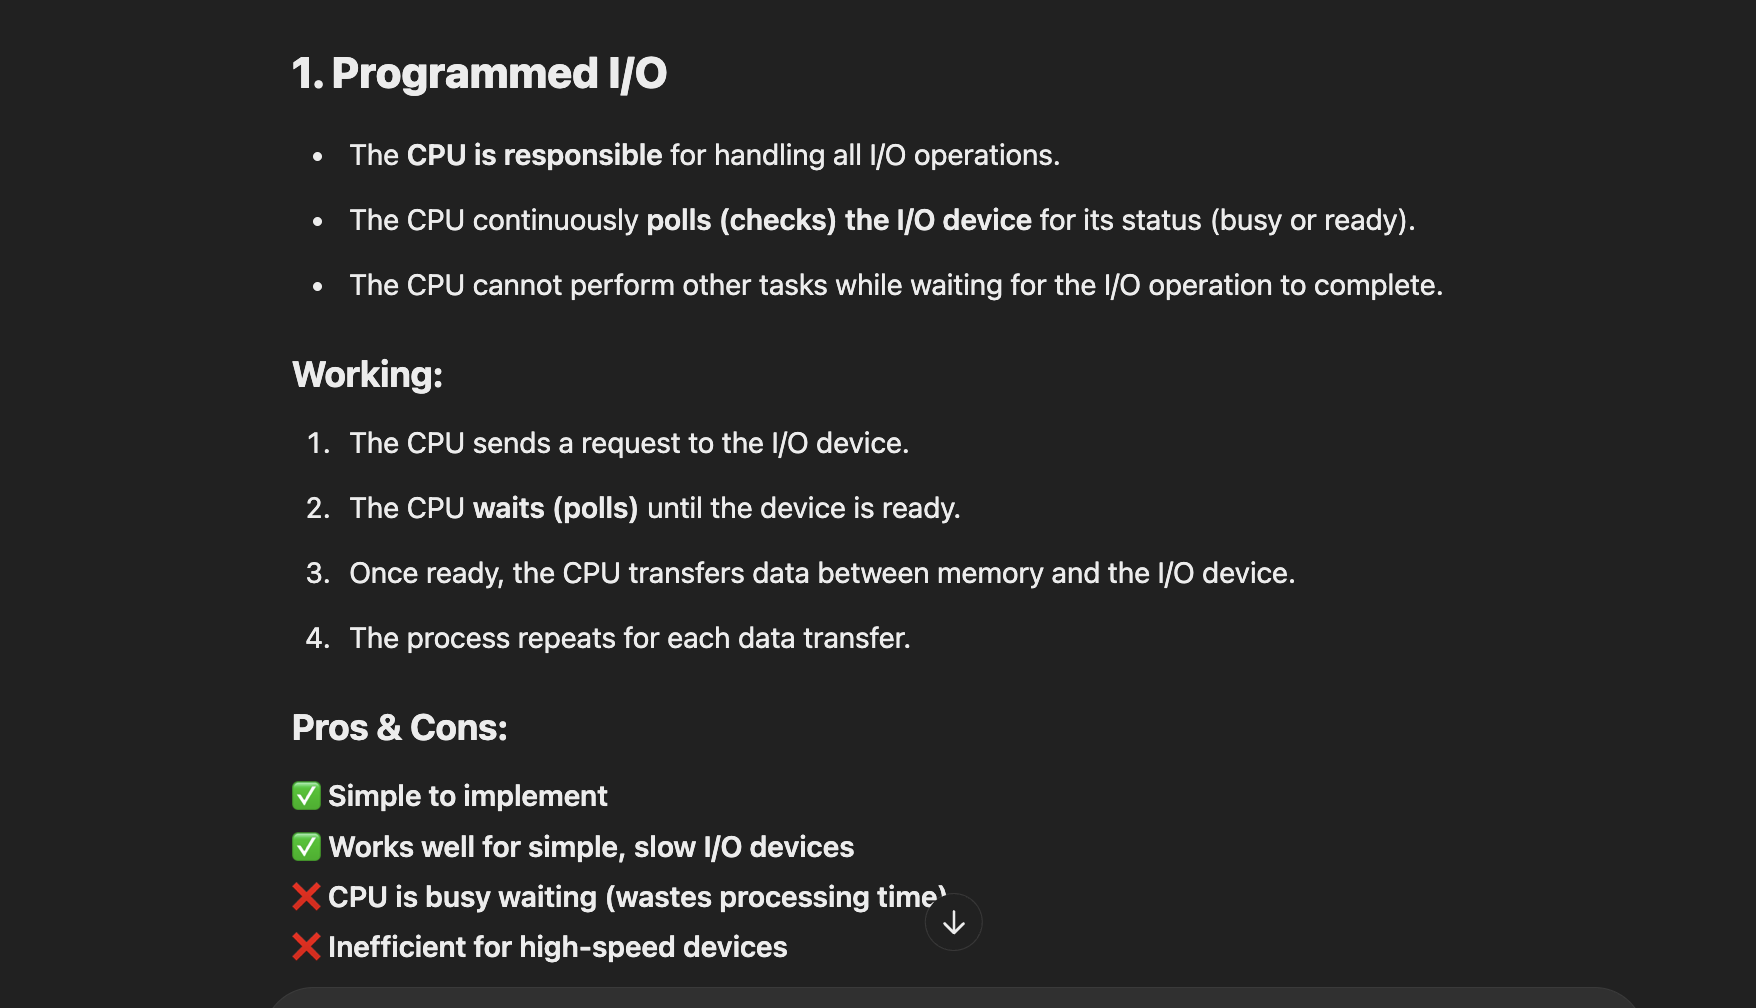 1. Programmed I/O
• The CPU is responsible for handling all I/O operations.
• The CPU continuously polls (checks) the I/O device for its status (busy or ready).
• The CPU cannot perform other tasks while waiting for the I/O operation to complete.
Working:
1. The CPU sends a request to the I/O device.
2. The CPU waits (polls) until the device is ready.
3. Once ready, the CPU transfers data between memory and the I/O device.
4. The process repeats for each data transfer.
Pros & Cons:
✅ Simple to implement
✅ Works well for simple, slow I/O devices
❌ CPU is busy waiting (wastes processing time)
❌ Inefficient for high-speed devices